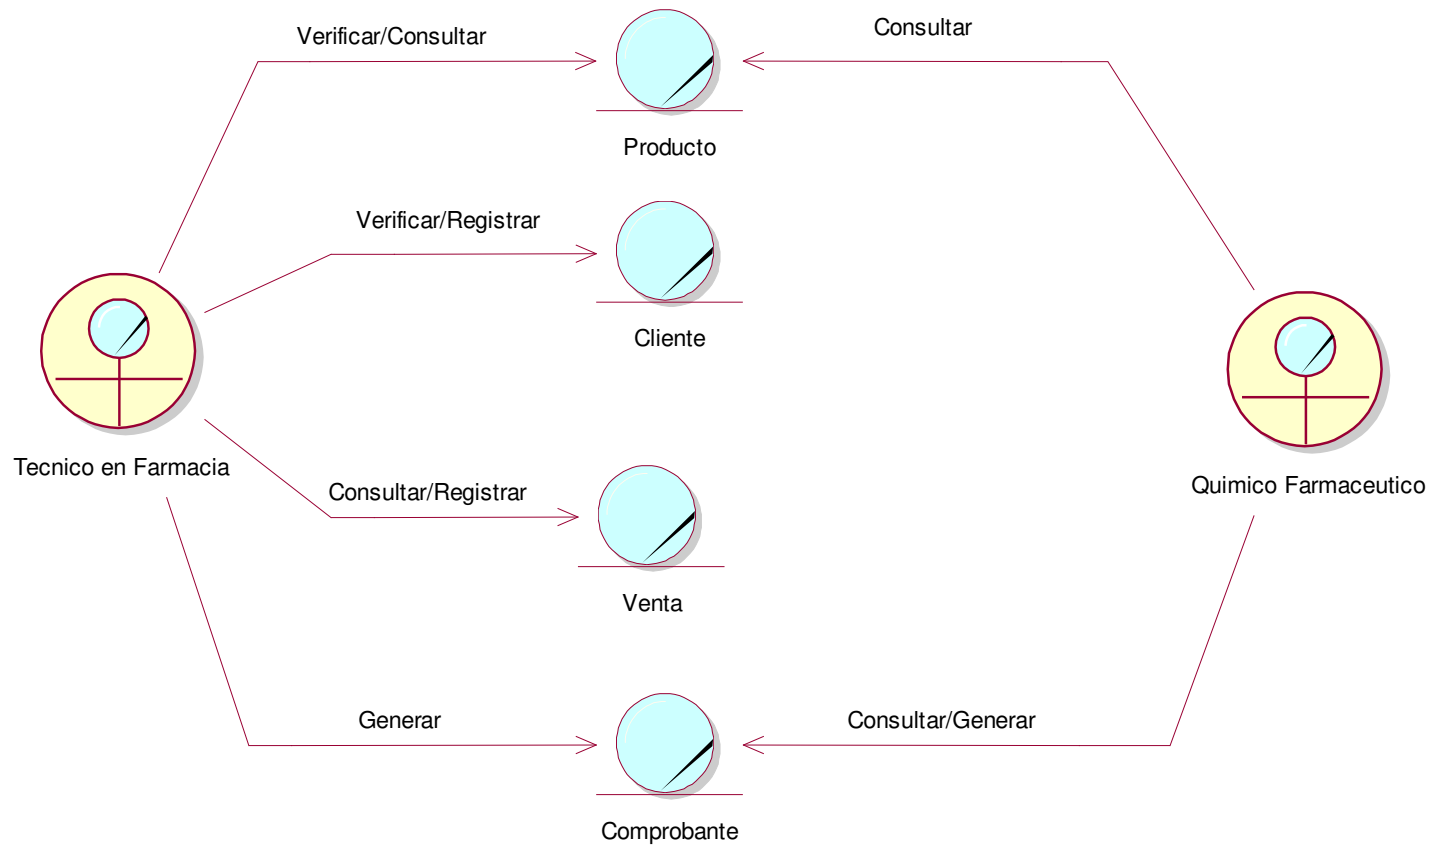 Verificar/Consultar
Consultar
Producto
Verificar/Registrar
Cliente
Tecnico en Farmacia
Quimico Farmaceutico
Consultar/Registrar
Venta
Generar
Consultar/Generar
Comprobante